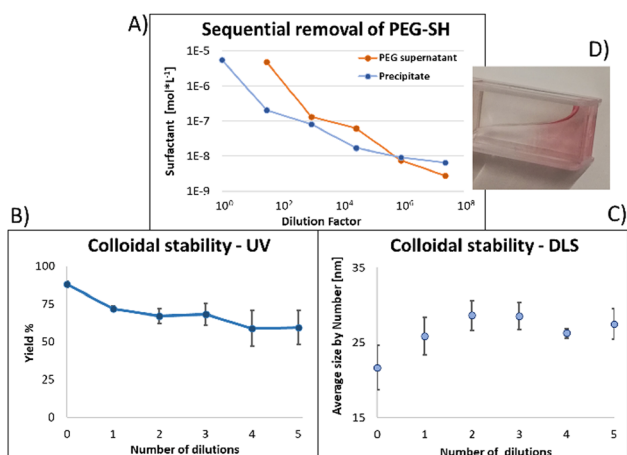 A)
Sequential removal of PEG-SH
D)
1E-5
1E-6
1E-7
1E-8
1E-9
Surfactant [mol*L⁻¹]
PEG supernatant
Precipitate
10⁰ 10² 10⁴ 10⁶ 10⁸
Dilution Factor
B)
Colloidal stability - UV
100
75
50
25
0
Yield %
0 1 2 3 4 5
Number of dilutions
C)
Colloidal stability - DLS
35
25
15
Average size by Number [nm]
0 1 2 3 4 5
Number of dilutions